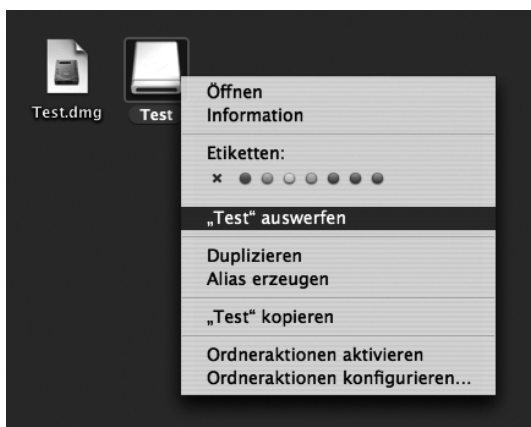 Test.dmg
Test
Öffnen
Information
Etiketten:
„Test“ auswerfen
Duplizieren
Alias erzeugen
„Test“ kopieren
Ordneraktionen aktivieren
Ordneraktionen konfigurieren...